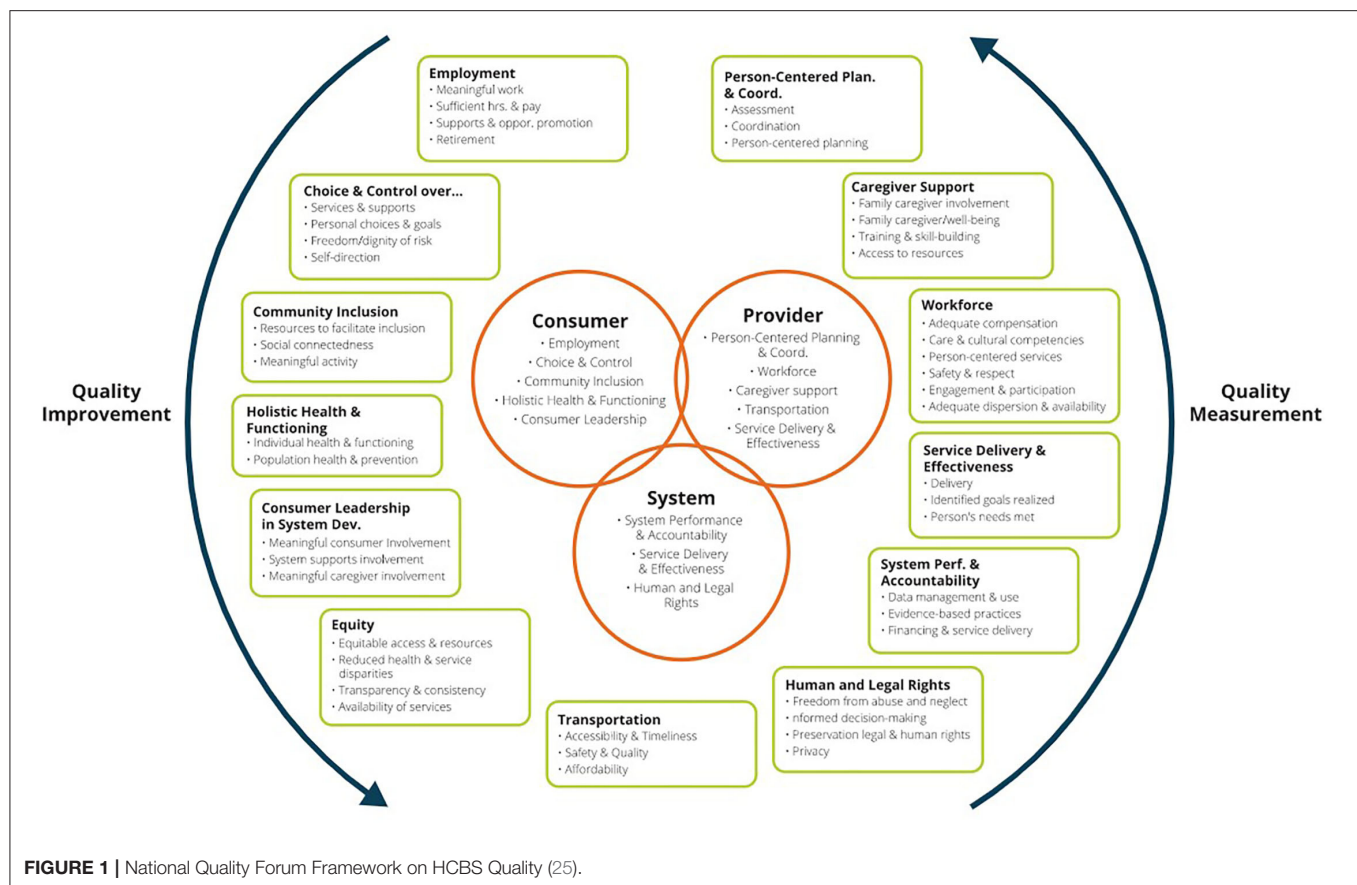 Employment
• Meaningful work
• Sufficient hrs. & pay
• Supports & oppor. promotion
• Retirement
Person-Centered Plan.
& Coord.
• Assessment
• Coordination
• Person-centered planning
Choice & Control over...
• Services & supports
• Personal choices & goals
• Freedom/dignity of risk
• Self-direction
Caregiver Support
• Family caregiver involvement
• Family caregiver/well-being
• Training & skill-building
• Access to resources
Community Inclusion
• Resources to facilitate inclusion
• Social connectedness
• Meaningful activity
Consumer
• Employment
• Choice & Control
• Community Inclusion
• Holistic Health & Functioning
• Consumer Leadership
Provider
• Person-Centered Planning
& Coord.
• Workforce
• Caregiver support
• Transportation
• Service Delivery &
Effectiveness
Workforce
• Adequate compensation
• Care & cultural competencies
• Person-centered services
• Safety & respect
• Engagement & participation
• Adequate dispersion & availability
Quality
Improvement
Quality
Measurement
Holistic Health &
Functioning
• Individual health & functioning
• Population health & prevention
Service Delivery &
Effectiveness
• Delivery
• Identified goals realized
• Person's needs met
Consumer Leadership
in System Dev.
• Meaningful consumer Involvement
• System supports involvement
• Meaningful caregiver involvement
System
• System Performance
& Accountability
• Service Delivery
& Effectiveness
• Human and Legal
Rights
System Perf. &
Accountability
• Data management & use
• Evidence-based practices
• Financing & service delivery
Equity
• Equitable access & resources
• Reduced health & service
disparities
• Transparency & consistency
• Availability of services
Human and Legal Rights
• Freedom from abuse and neglect
• nformed decision-making
• Preservation legal & human rights
• Privacy
Transportation
• Accessibility & Timeliness
• Safety & Quality
• Affordability
FIGURE 1 | National Quality Forum Framework on HCBS Quality (25).